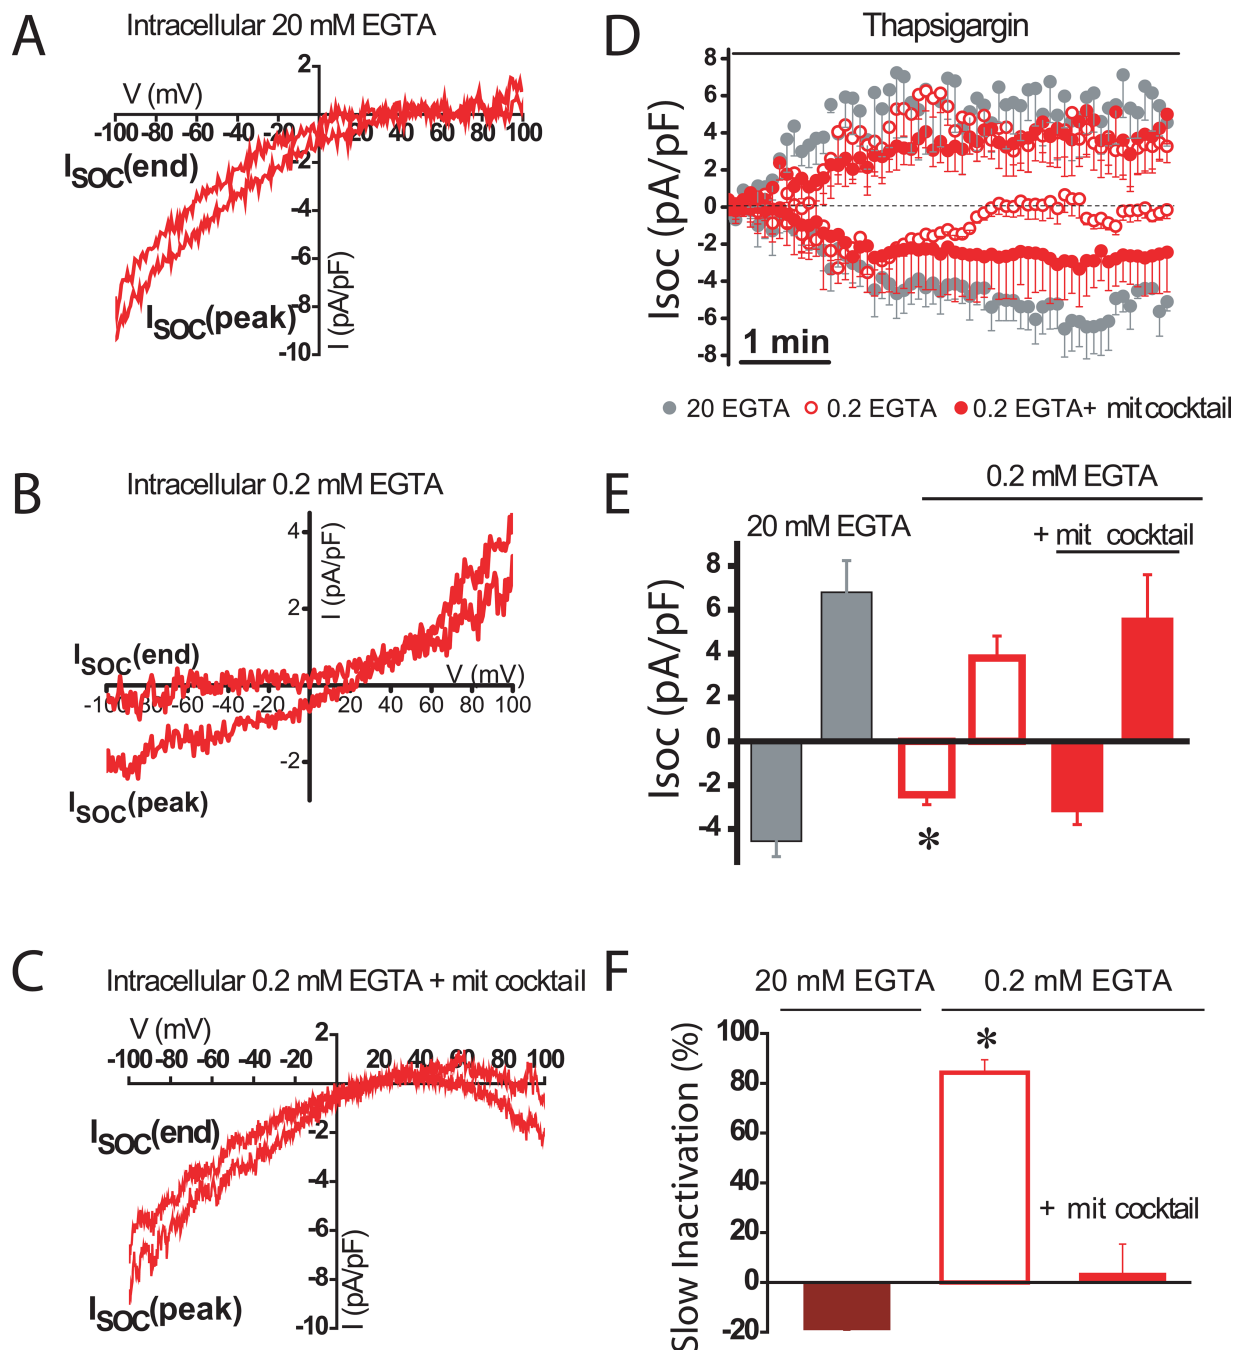 A
Intracellular 20 mM EGTA
2
V (mV)
-100 -60 -20 20 40 60 80 100
ISOC(end)
-2
-4
-6
ISOC(peak)
-8
-10
I (pA/pF)
B
Intracellular 0.2 mM EGTA
4
I (pA/pF)
2
ISOC(end)
V (mV)
-100 -80 -60 -40 -20 20 40 60 80 100
-2
ISOC(peak)
C
Intracellular 0.2 mM EGTA + mit cocktail
V (mV)
2
-100 -80 -60 -40 -20 20 40 60 80 100
ISOC(end)
-2
-4
-6
-8
ISOC(peak)
-10
I (pA/pF)
D
Thapsigargin
8
6
4
2
0
-2
-4
-6
-8
Isoc (pA/pF)
1 min
20 EGTA 0.2 EGTA 0.2 EGTA+ mit cocktail
E
0.2 mM EGTA
20 mM EGTA
+ mit cocktail
8
6
4
2
0
-2
-4
Isoc (pA/pF)
*
F
20 mM EGTA 0.2 mM EGTA
100
80
60
40
20
0
-20
Slow Inactivation (%)
*
+ mit cocktail